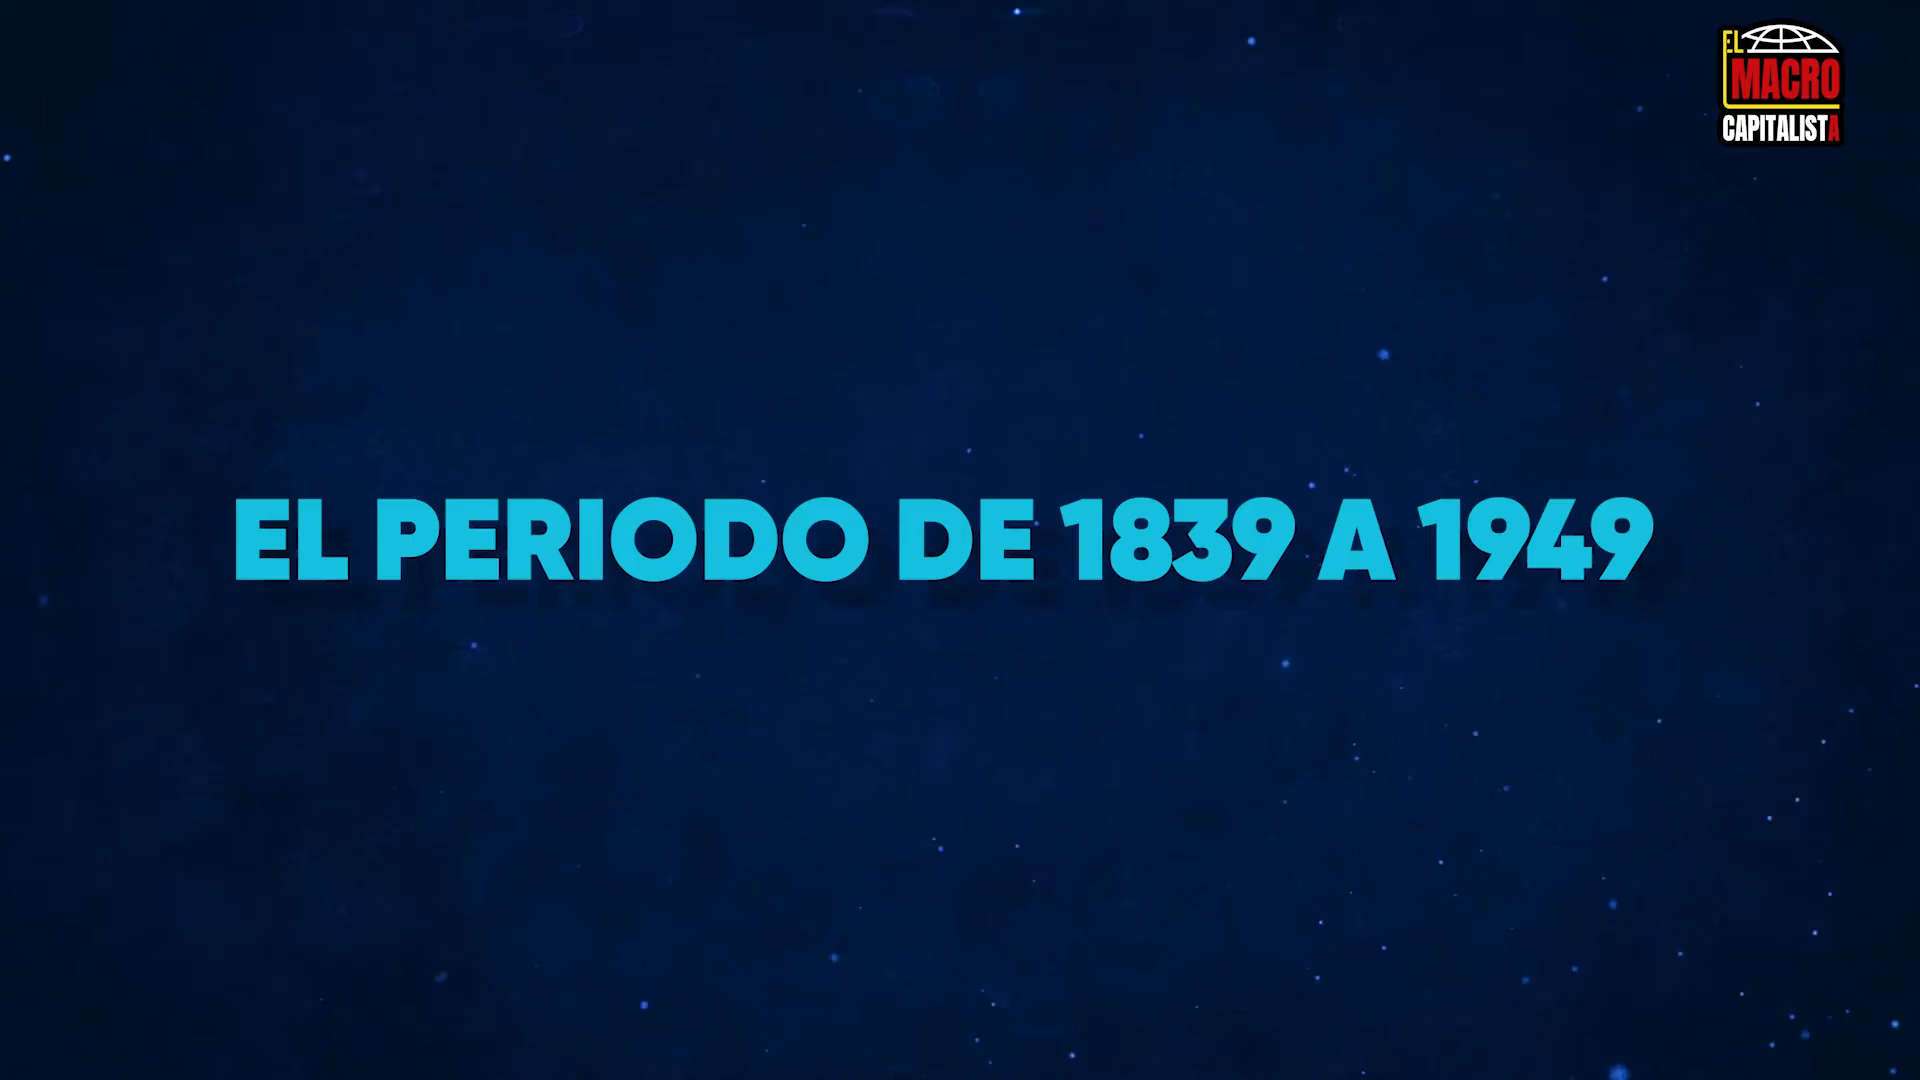 EL
MACRO
CAPITALISTA
EL PERIODO DE 1839 A 1949